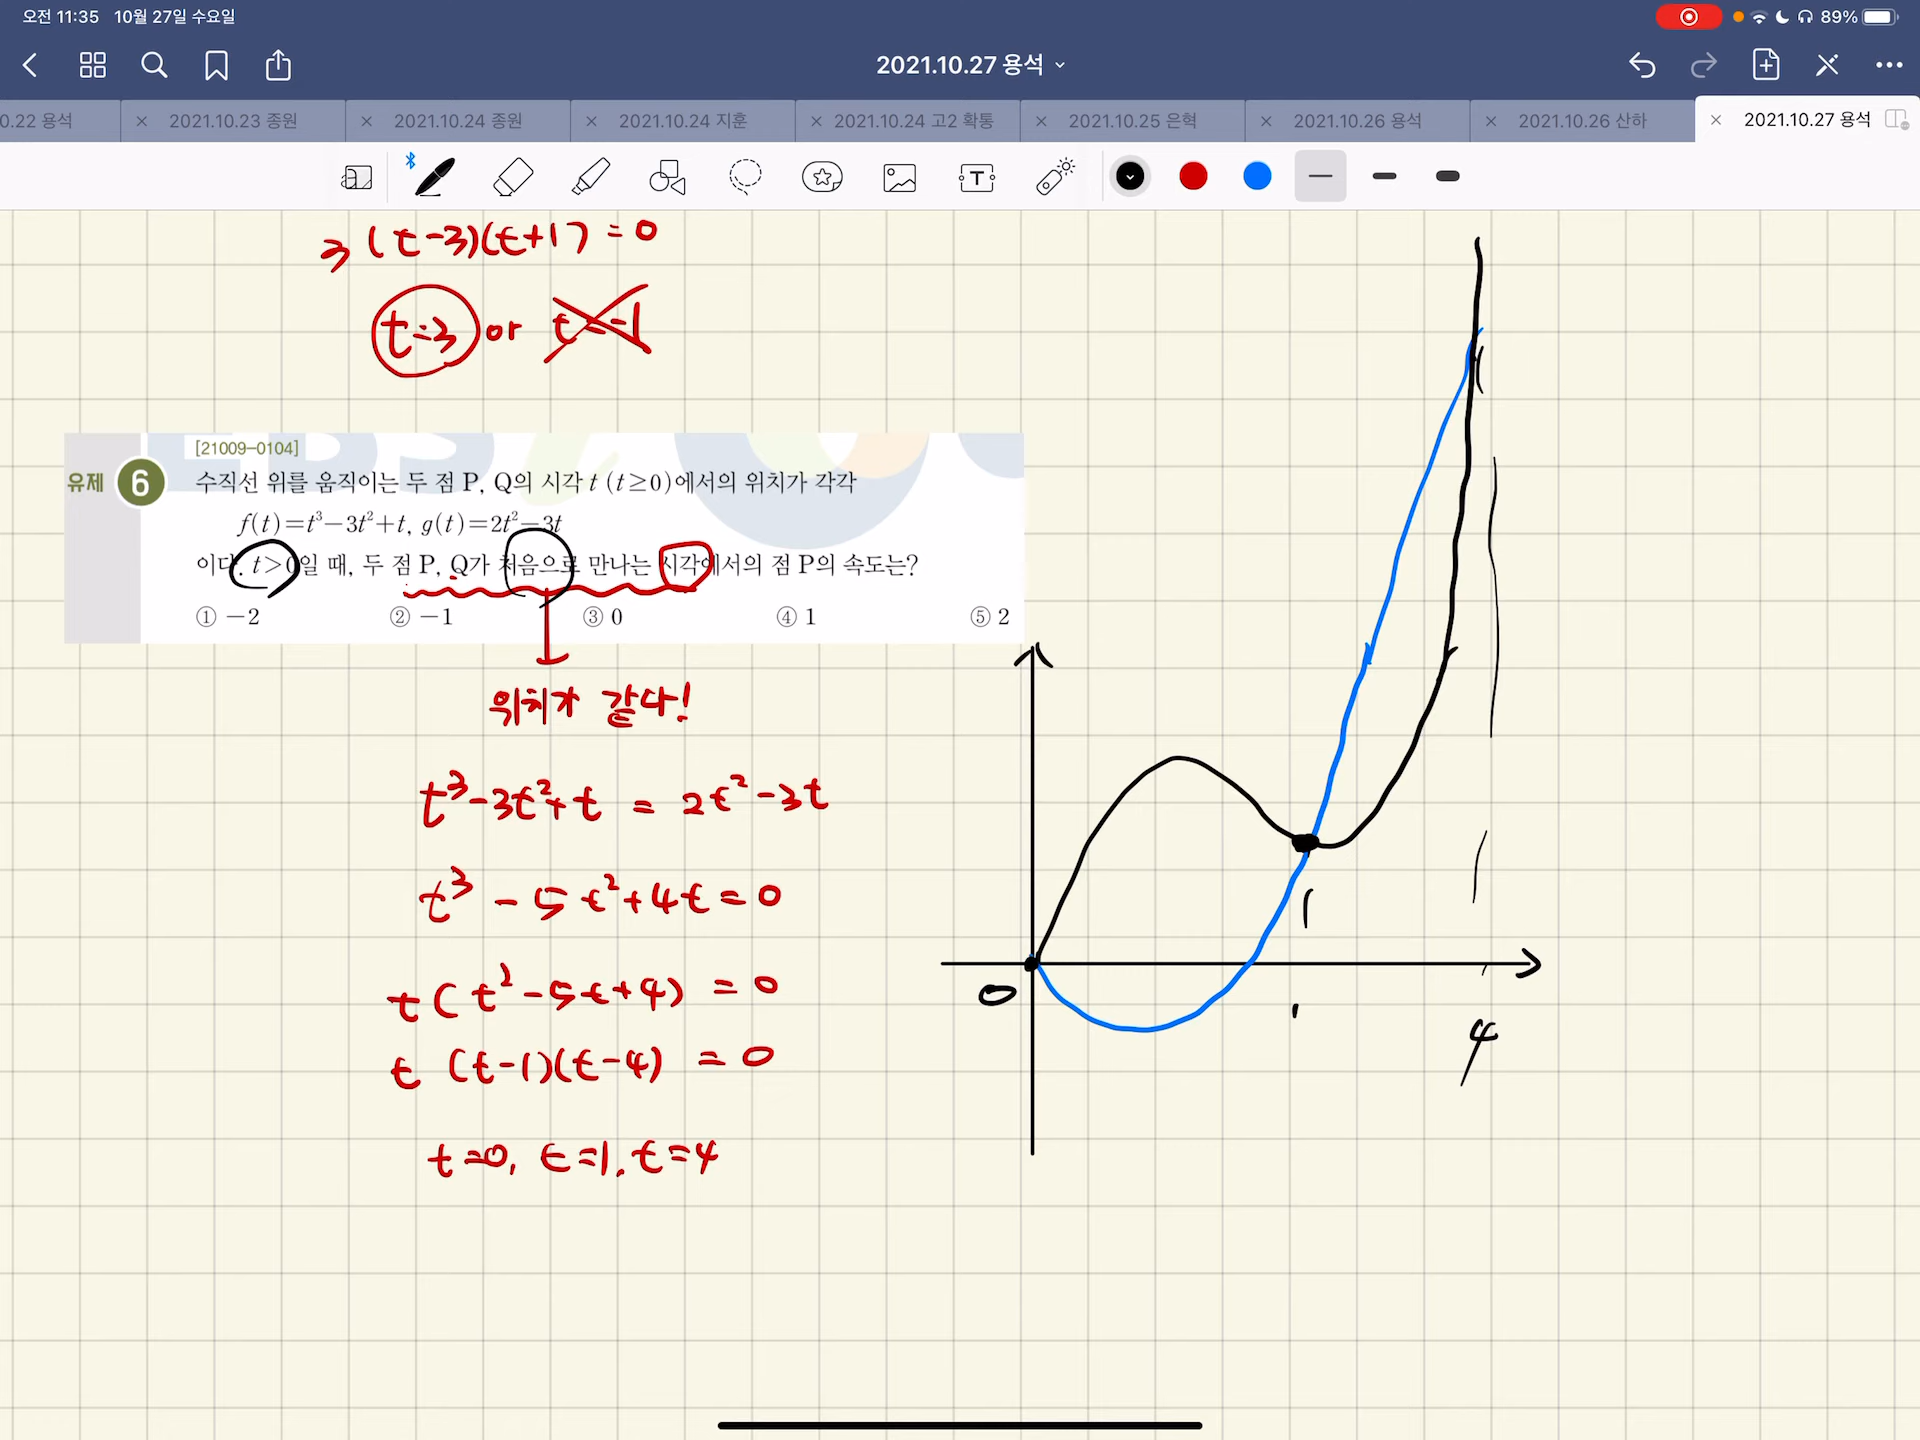 오전 11:35 10월 27일 수요일
89%
2021.10.27 용석
0.22 용석
2021.10.23 종원
2021.10.24 종원
2021.10.24 지훈
2021.10.24 고2 확통
2021.10.25 은혁
2021.10.26 용석
2021.10.26 산하
2021.10.27 용석
3(t-3)(t+1)=0
t=3 or t=-1
[21009-0104]
유제 6 수직선 위를 움직이는 두 점 P, Q의 시각 t (t≥0)에서의 위치가 각각
f(t)=t³-3t²+t, g(t)=2t²-3t
이다. t>0일 때, 두 점 P, Q가 처음으로 만나는 시각에서의 점 P의 속도는?
① -2 ② -1 ③ 0 ④ 1 ⑤ 2
위치가 같다!
t³-3t²+t = 2t²-3t
t³-5t²+4t=0
t(t²-5t+4)=0
t(t-1)(t-4)=0
t=0, t=1, t=4
0
1
4